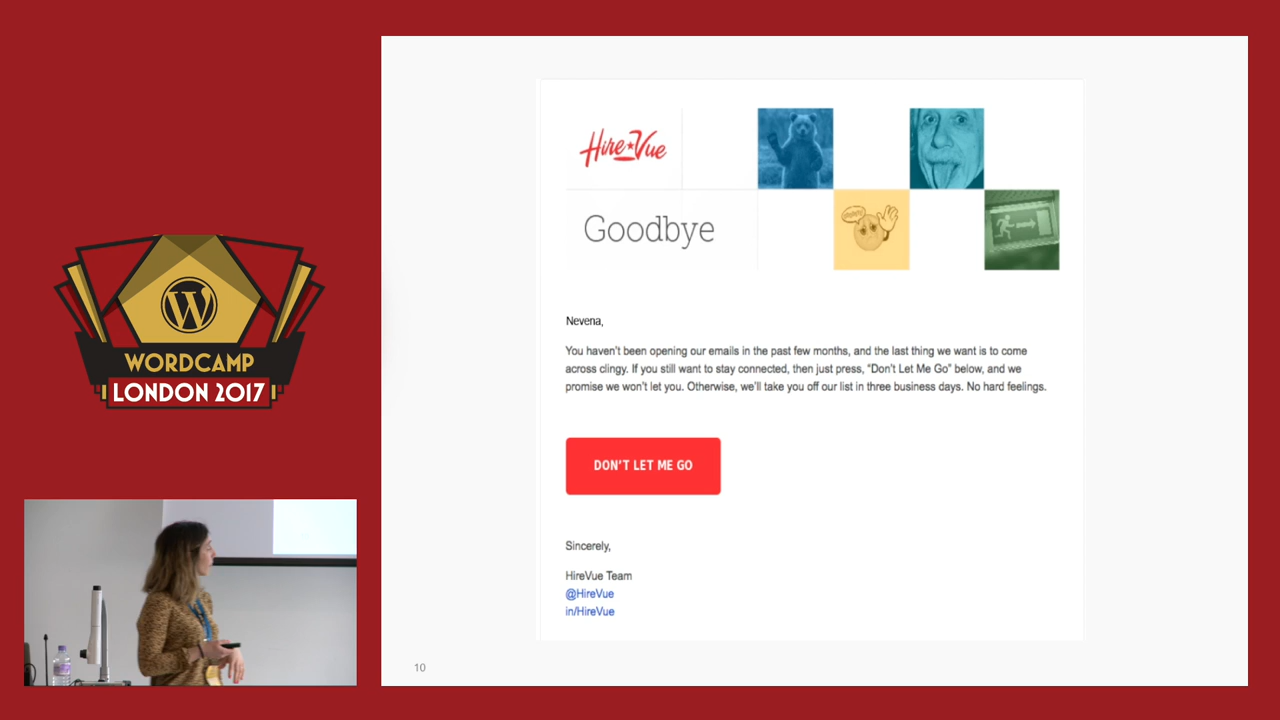 WORDCAMP
LONDON 2017
Hire Vue
Goodbye
Nevena,
You haven't been opening our emails in the past few months, and the last thing we want is to come
across clingy. If you still want to stay connected, then just press, “Don't Let Me Go” below, and we
promise we won't let you. Otherwise, we'll take you off our list in three business days. No hard feelings.
DON'T LET ME GO
Sincerely,
HireVue Team
@HireVue
in/HireVue
10